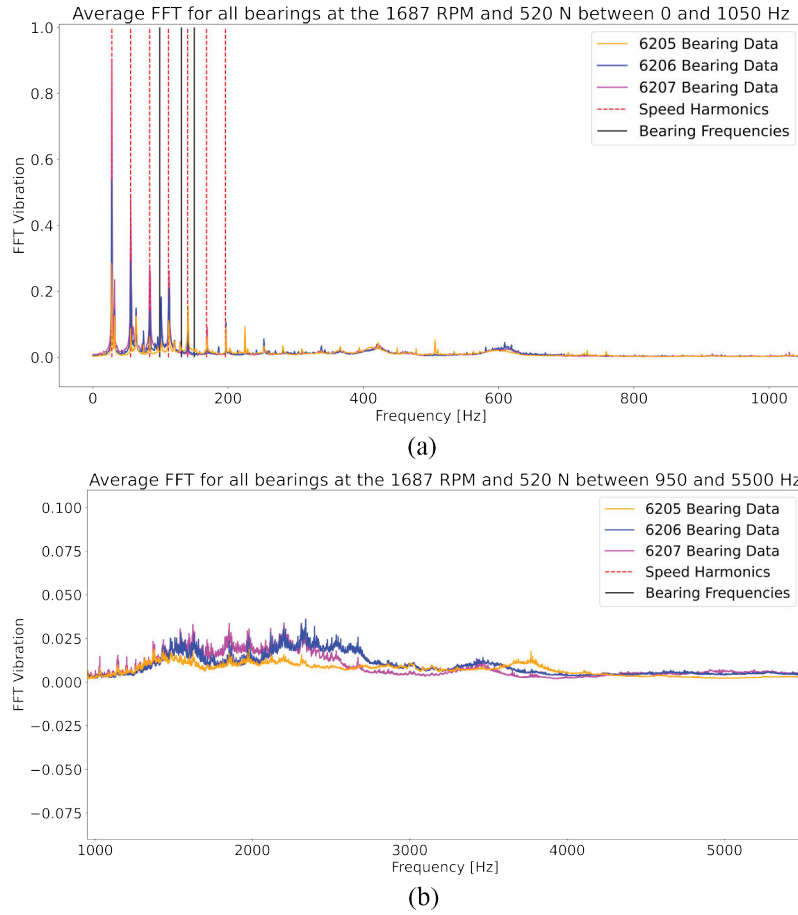 Average FFT for all bearings at the 1687 RPM and 520 N between 0 and 1050 Hz
1.0
0.8
0.6
0.4
0.2
0.0
FFT Vibration
6205 Bearing Data
6206 Bearing Data
6207 Bearing Data
Speed Harmonics
Bearing Frequencies
0 200 400 600 800 1000
Frequency [Hz]
(a)
Average FFT for all bearings at the 1687 RPM and 520 N between 950 and 5500 Hz
0.100
0.075
0.050
0.025
0.000
−0.025
−0.050
−0.075
FFT Vibration
6205 Bearing Data
6206 Bearing Data
6207 Bearing Data
Speed Harmonics
Bearing Frequencies
1000 2000 3000 4000 5000
Frequency [Hz]
(b)